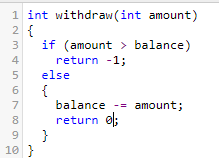 1 int withdraw(int amount)
2 {
3   if (amount > balance)
4     return -1;
5   else
6   {
7     balance -= amount;
8     return 0;
9   }
10 }